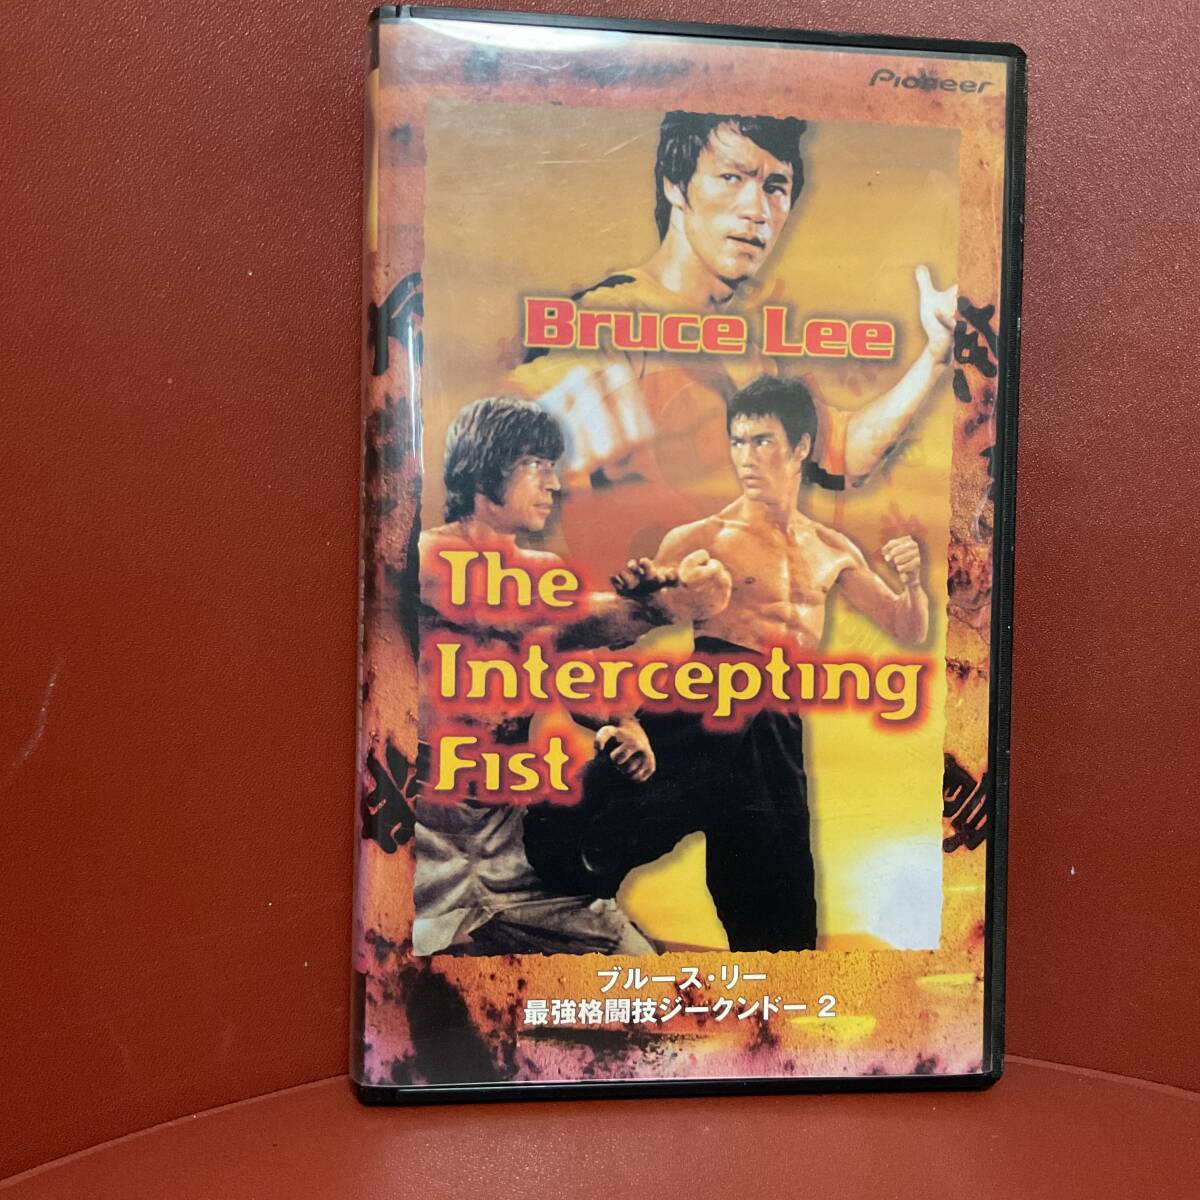 Pioneer
Bruce Lee
The
Intercepting
Fist
ブルース・リー
最強格闘技ジークンドー 2